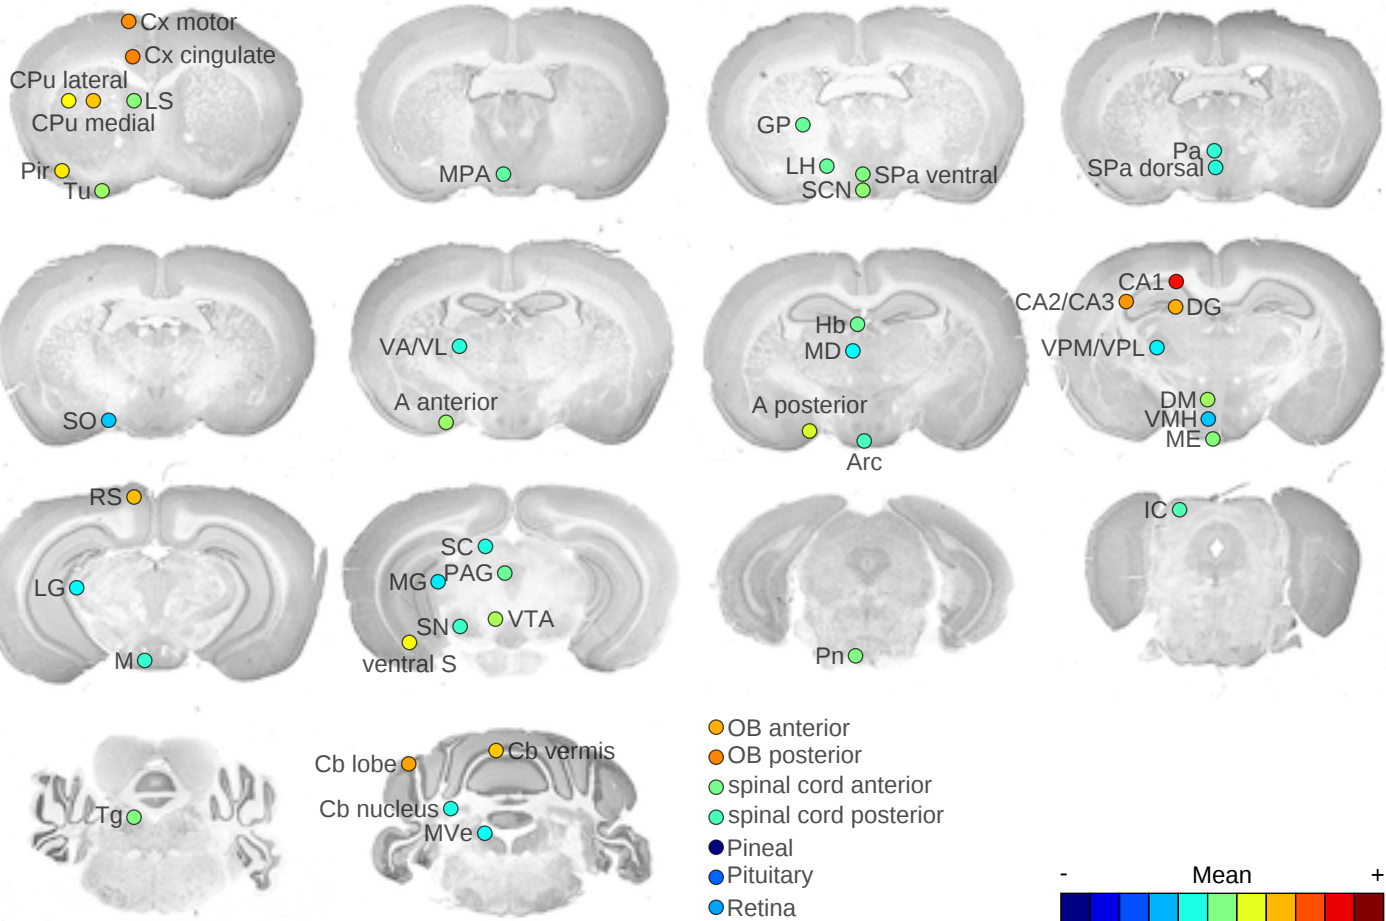 Cx motor
Cx cingulate
CPu lateral
LS
CPu medial
Pir
Tu
MPA
GP
LH
SPa ventral
SCN
Pa
SPa dorsal
SO
VA/VL
A anterior
Hb
MD
A posterior
Arc
CA1
CA2/CA3
DG
VPM/VPL
DM
VMH
ME
RS
LG
M
SC
MG
PAG
SN
VTA
ventral S
Pn
IC
Tg
Cb lobe
Cb vermis
Cb nucleus
MVe
OB anterior
OB posterior
spinal cord anterior
spinal cord posterior
Pineal
Pituitary
Retina
- Mean +